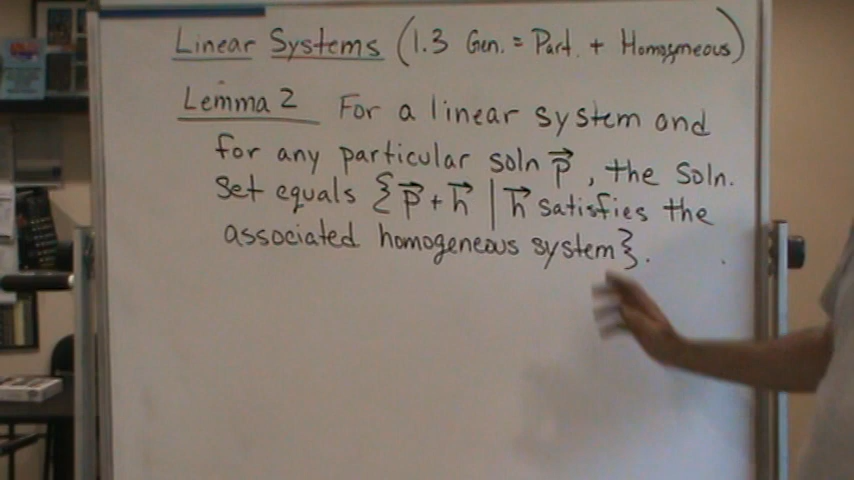 Linear Systems (1.3 Gen. = Part. + Homogeneous)
Lemma 2 For a linear system and
for any particular soln p⃗, the soln.
set equals {p⃗ + h⃗ | h⃗ satisfies the
associated homogeneous system}.